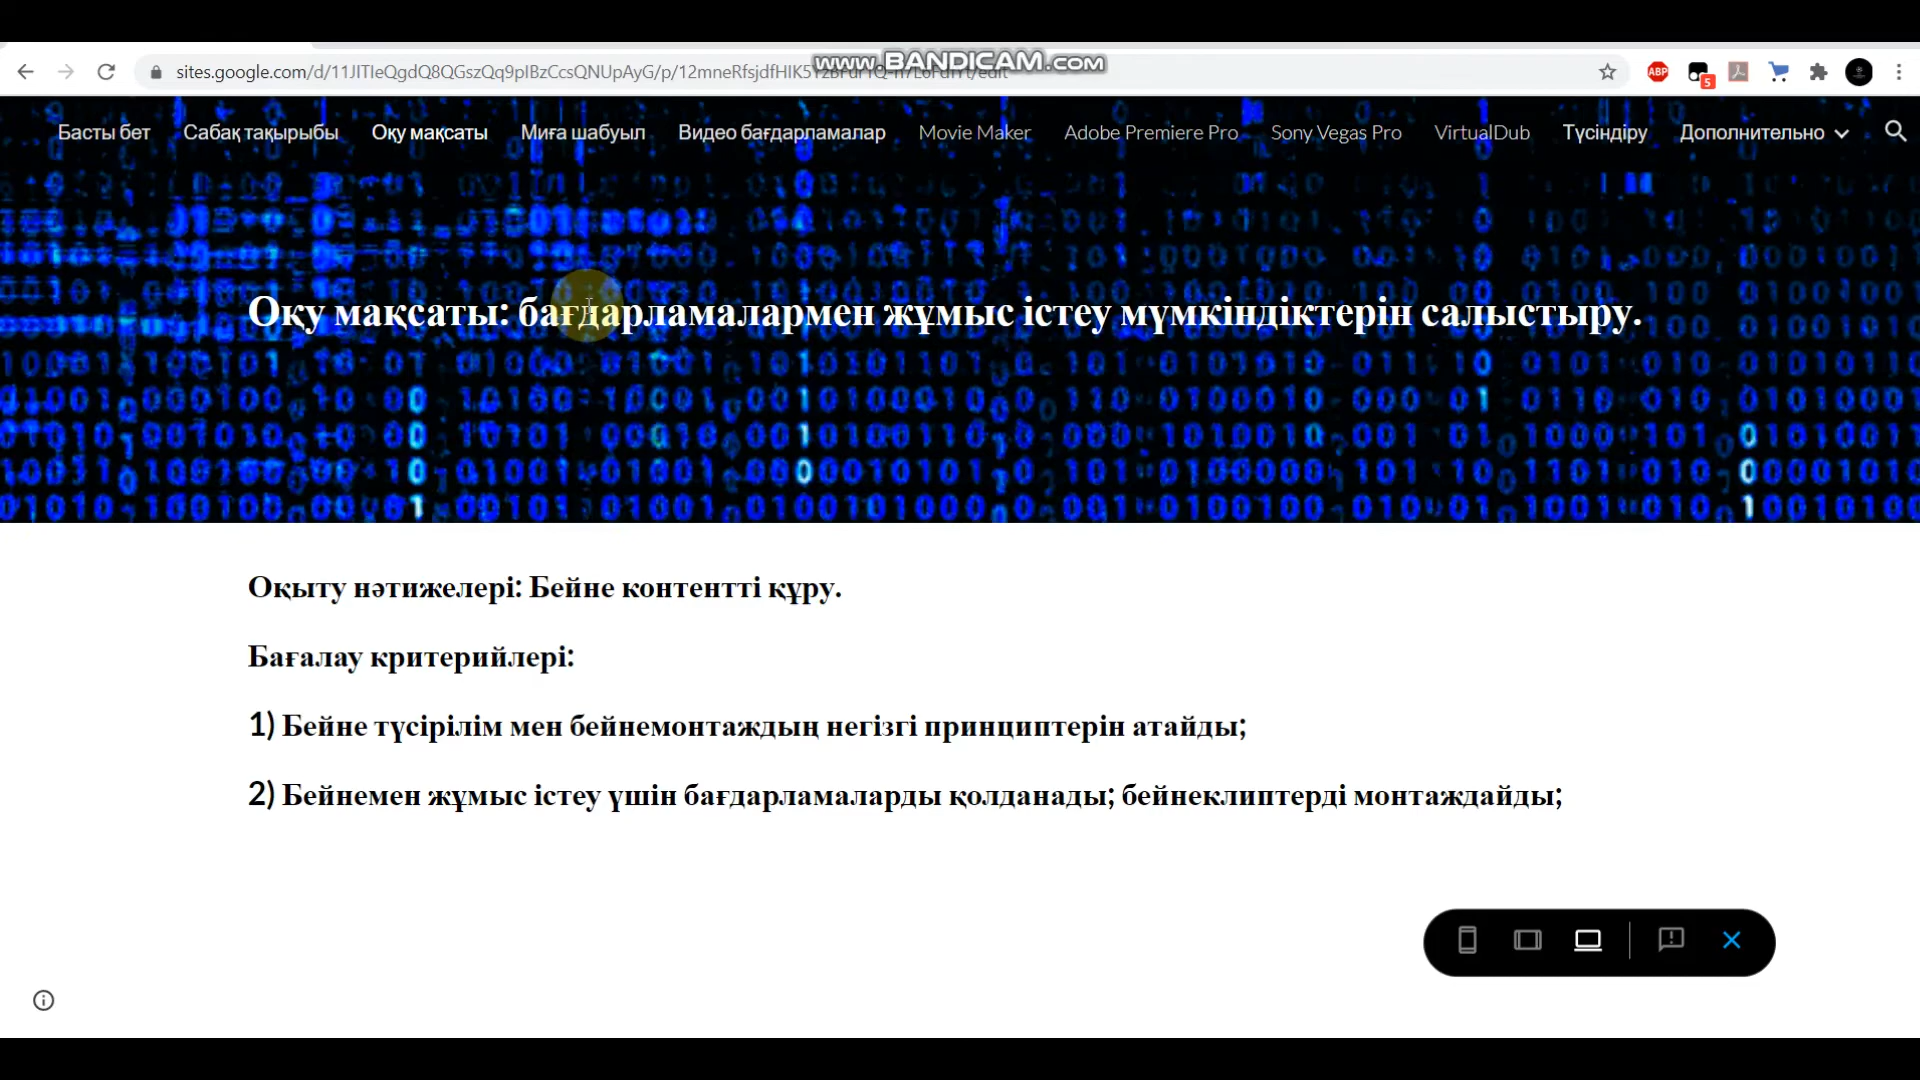 www.BANDICAM.com
sites.google.com
Басты бет Сабақ тақырыбы Оқу мақсаты Миға шабуыл Видео бағдарламалар Movie Maker Adobe Premiere Pro Sony Vegas Pro VirtualDub Түсіндіру Дополнительно
ABP
5
Оқу мақсаты: бағдарламалармен жұмыс істеу мүмкіндіктерін салыстыру.
Оқыту нәтижелері: Бейне контентті құру.
Бағалау критерийлері:
1) Бейне түсірілім мен бейнемонтаждың негізгі принциптерін атайды;
2) Бейнемен жұмыс істеу үшін бағдарламаларды қолданады; бейнеклиптерді монтаждайды;